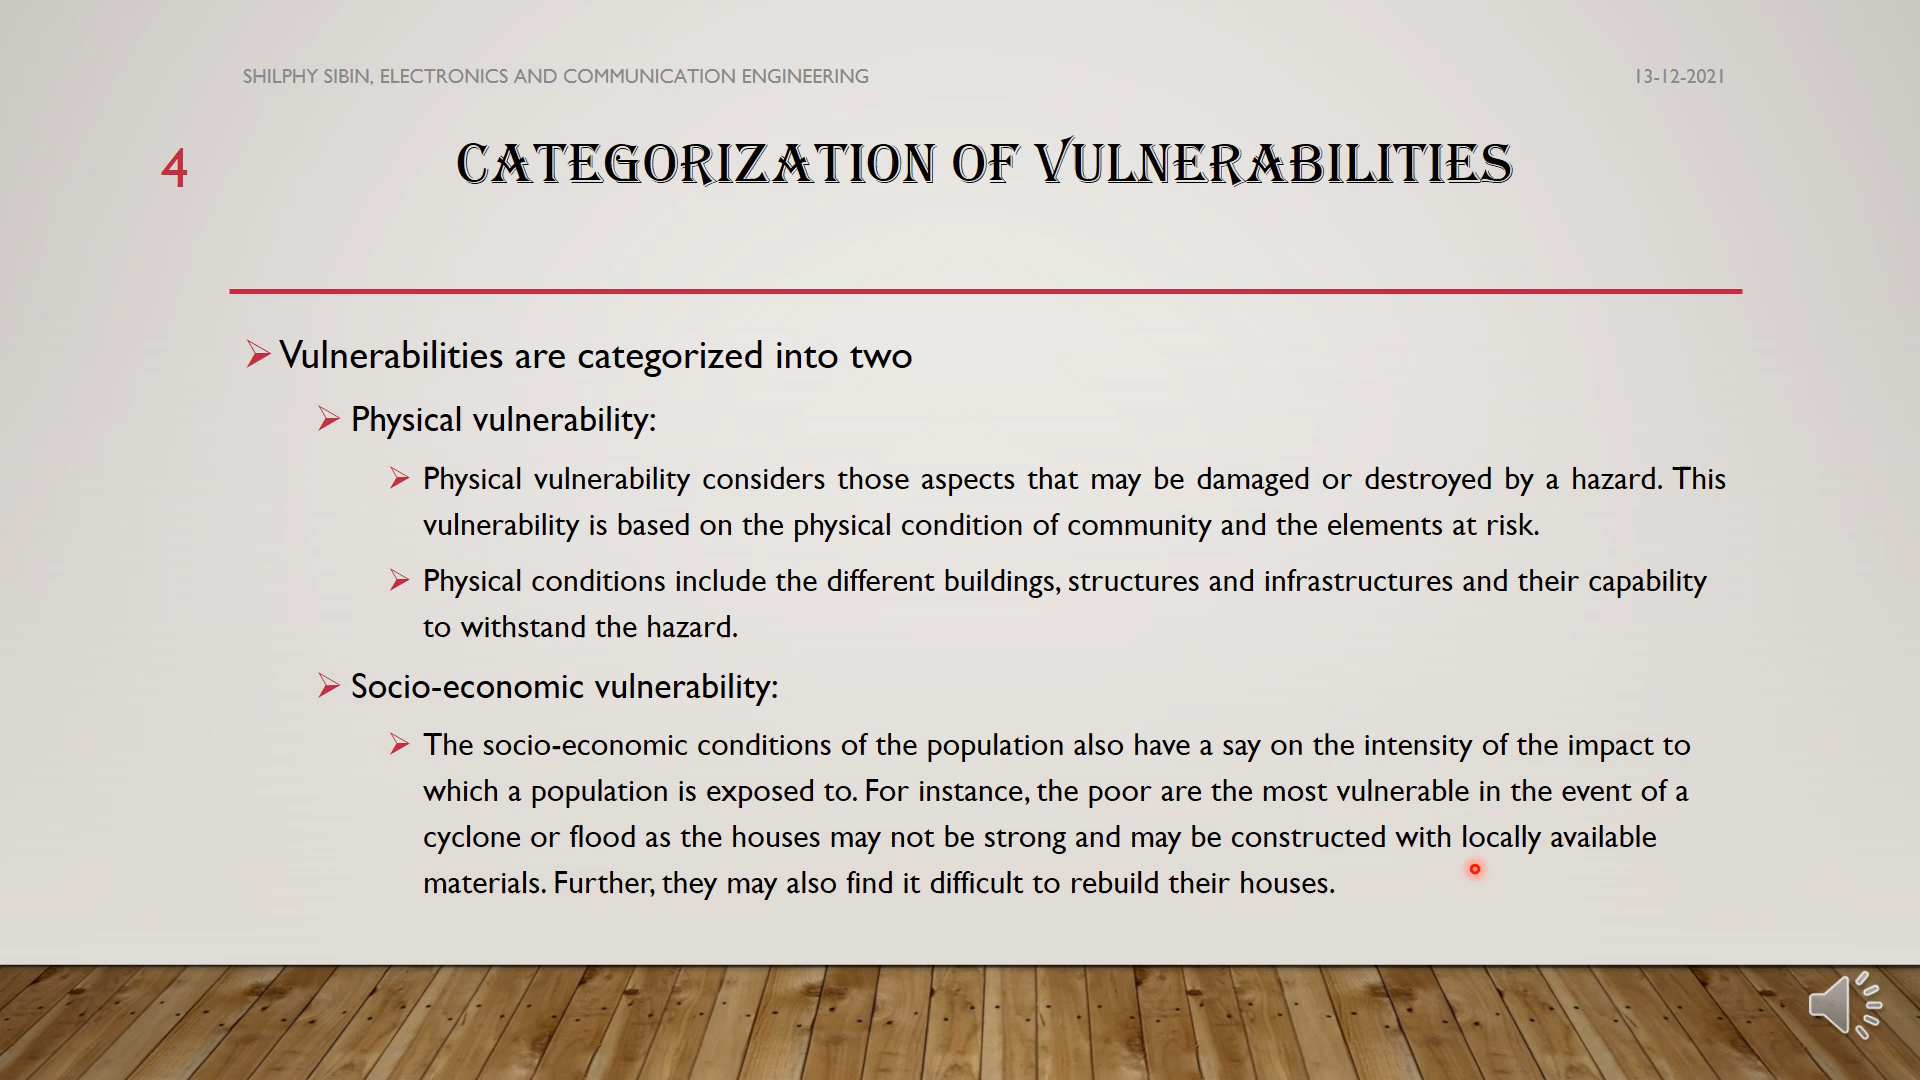 SHILPHY SIBIN, ELECTRONICS AND COMMUNICATION ENGINEERING
13-12-2021
4
CATEGORIZATION OF VULNERABILITIES
Vulnerabilities are categorized into two
Physical vulnerability:
Physical vulnerability considers those aspects that may be damaged or destroyed by a hazard. This
vulnerability is based on the physical condition of community and the elements at risk.
Physical conditions include the different buildings, structures and infrastructures and their capability
to withstand the hazard.
Socio-economic vulnerability:
The socio-economic conditions of the population also have a say on the intensity of the impact to
which a population is exposed to. For instance, the poor are the most vulnerable in the event of a
cyclone or flood as the houses may not be strong and may be constructed with locally available
materials. Further, they may also find it difficult to rebuild their houses.